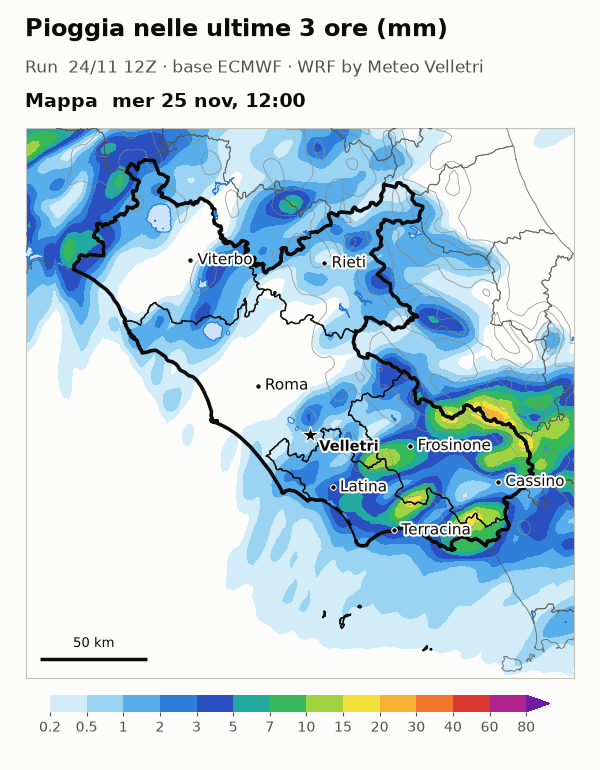 Pioggia nelle ultime 3 ore (mm)
Run  24/11 12Z · base ECMWF · WRF by Meteo Velletri
Mappa  mer 25 nov, 12:00
Viterbo
Rieti
Roma
Velletri
Frosinone
Cassino
Latina
Terracina
50 km
0.2 0.5 1 2 3 5 7 10 15 20 30 40 60 80